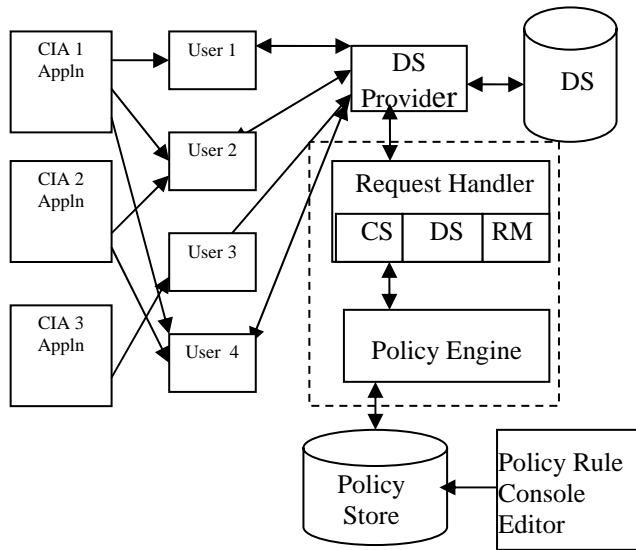 CIA 1
Appln
User 1
DS
Provider
DS
User 2
CIA 2
Appln
Request Handler
CS DS RM
User 3
CIA 3
Appln
User 4
Policy Engine
Policy
Store
Policy Rule
Console
Editor